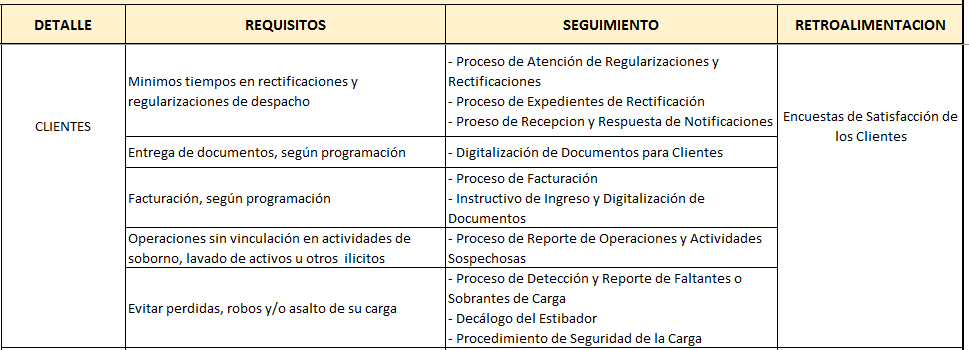 DETALLE REQUISITOS SEGUIMIENTO RETROALIMENTACION
CLIENTES
Minimos tiempos en rectificaciones y
regularizaciones de despacho
- Proceso de Atención de Regularizaciones y
Rectificaciones
- Proceso de Expedientes de Rectificación
- Proeso de Recepcion y Respuesta de Notificaciones
Encuestas de Satisfacción de
los Clientes
Entrega de documentos, según programación
- Digitalización de Documentos para Clientes
Facturación, según programación
- Proceso de Facturación
- Instructivo de Ingreso y Digitalización de
Documentos
Operaciones sin vinculación en actividades de
soborno, lavado de activos u otros ilicitos
- Proceso de Reporte de Operaciones y Actividades
Sospechosas
Evitar perdidas, robos y/o asalto de su carga
- Proceso de Detección y Reporte de Faltantes o
Sobrantes de Carga
- Decálogo del Estibador
- Procedimiento de Seguridad de la Carga